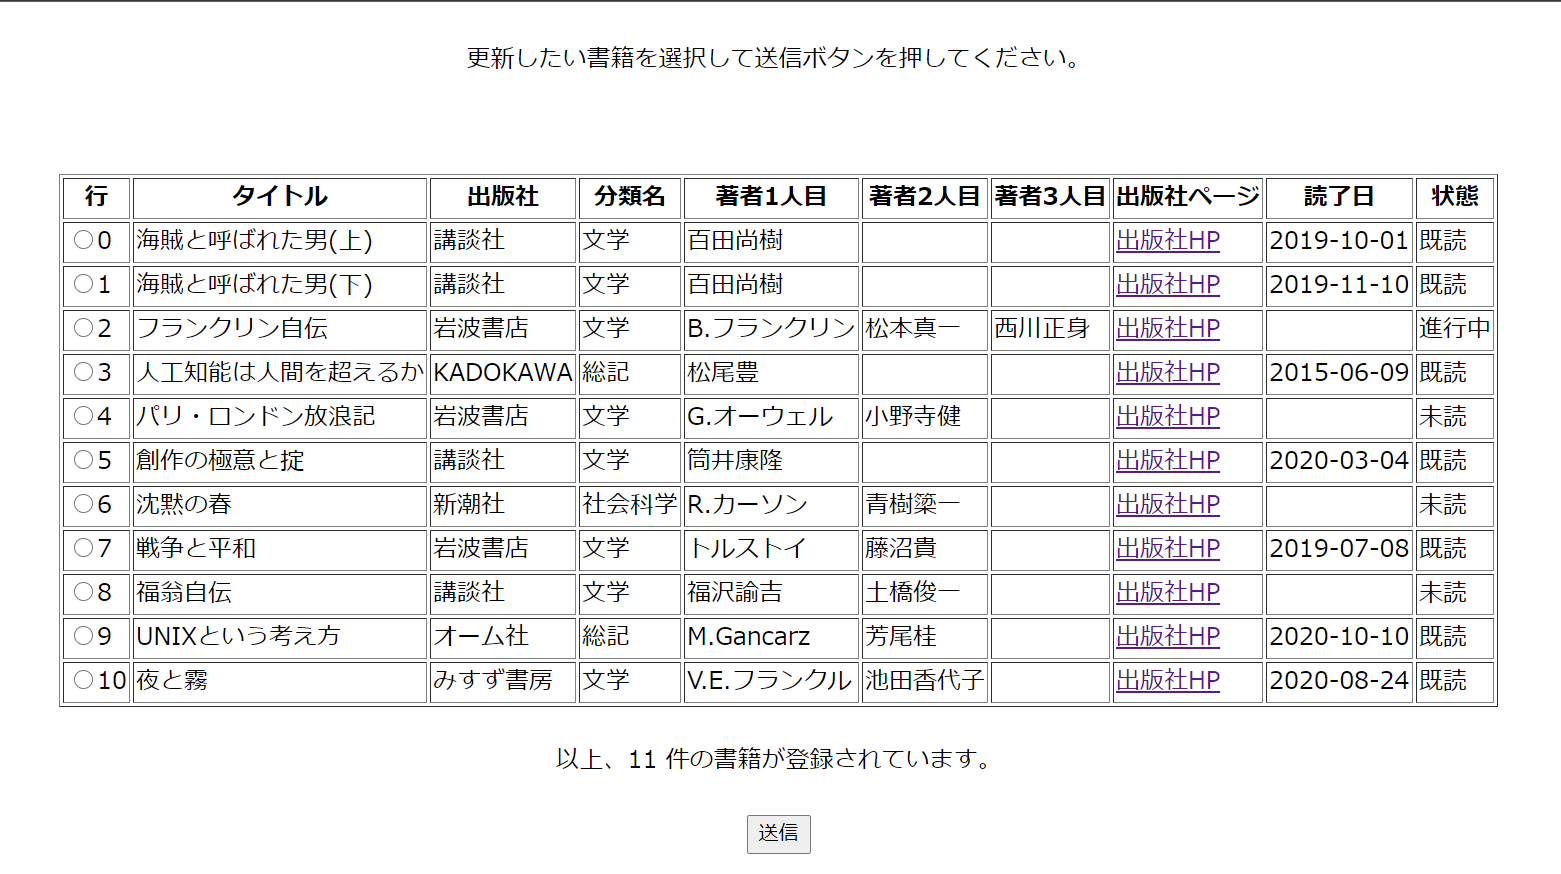 更新したい書籍を選択して送信ボタンを押してください。
行 タイトル 出版社 分類名 著者1人目 著者2人目 著者3人目 出版社ページ 読了日 状態
0 海賊と呼ばれた男(上) 講談社 文学 百田尚樹 出版社HP 2019-10-01 既読
1 海賊と呼ばれた男(下) 講談社 文学 百田尚樹 出版社HP 2019-11-10 既読
2 フランクリン自伝 岩波書店 文学 B.フランクリン 松本真一 西川正身 出版社HP 進行中
3 人工知能は人間を超えるか KADOKAWA 総記 松尾豊 出版社HP 2015-06-09 既読
4 パリ・ロンドン放浪記 岩波書店 文学 G.オーウェル 小野寺健 出版社HP 未読
5 創作の極意と掟 講談社 文学 筒井康隆 出版社HP 2020-03-04 既読
6 沈黙の春 新潮社 社会科学 R.カーソン 青樹簗一 出版社HP 未読
7 戦争と平和 岩波書店 文学 トルストイ 藤沼貴 出版社HP 2019-07-08 既読
8 福翁自伝 講談社 文学 福沢諭吉 土橋俊一 出版社HP 未読
9 UNIXという考え方 オーム社 総記 M.Gancarz 芳尾桂 出版社HP 2020-10-10 既読
10 夜と霧 みすず書房 文学 V.E.フランクル 池田香代子 出版社HP 2020-08-24 既読
以上、11 件の書籍が登録されています。
送信